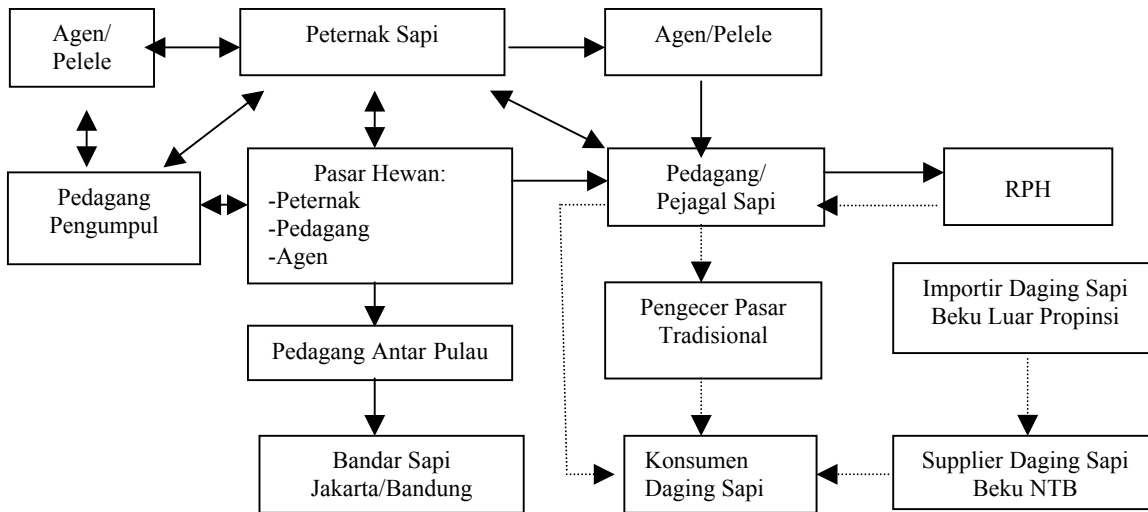 Agen/
Pelele
Peternak Sapi
Agen/Pelele
Pedagang
Pengumpul
Pasar Hewan:
-Peternak
-Pedagang
-Agen
Pedagang/
Pejagal Sapi
RPH
Pengecer Pasar
Tradisional
Importir Daging Sapi
Beku Luar Propinsi
Pedagang Antar Pulau
Bandar Sapi
Jakarta/Bandung
Konsumen
Daging Sapi
Supplier Daging Sapi
Beku NTB